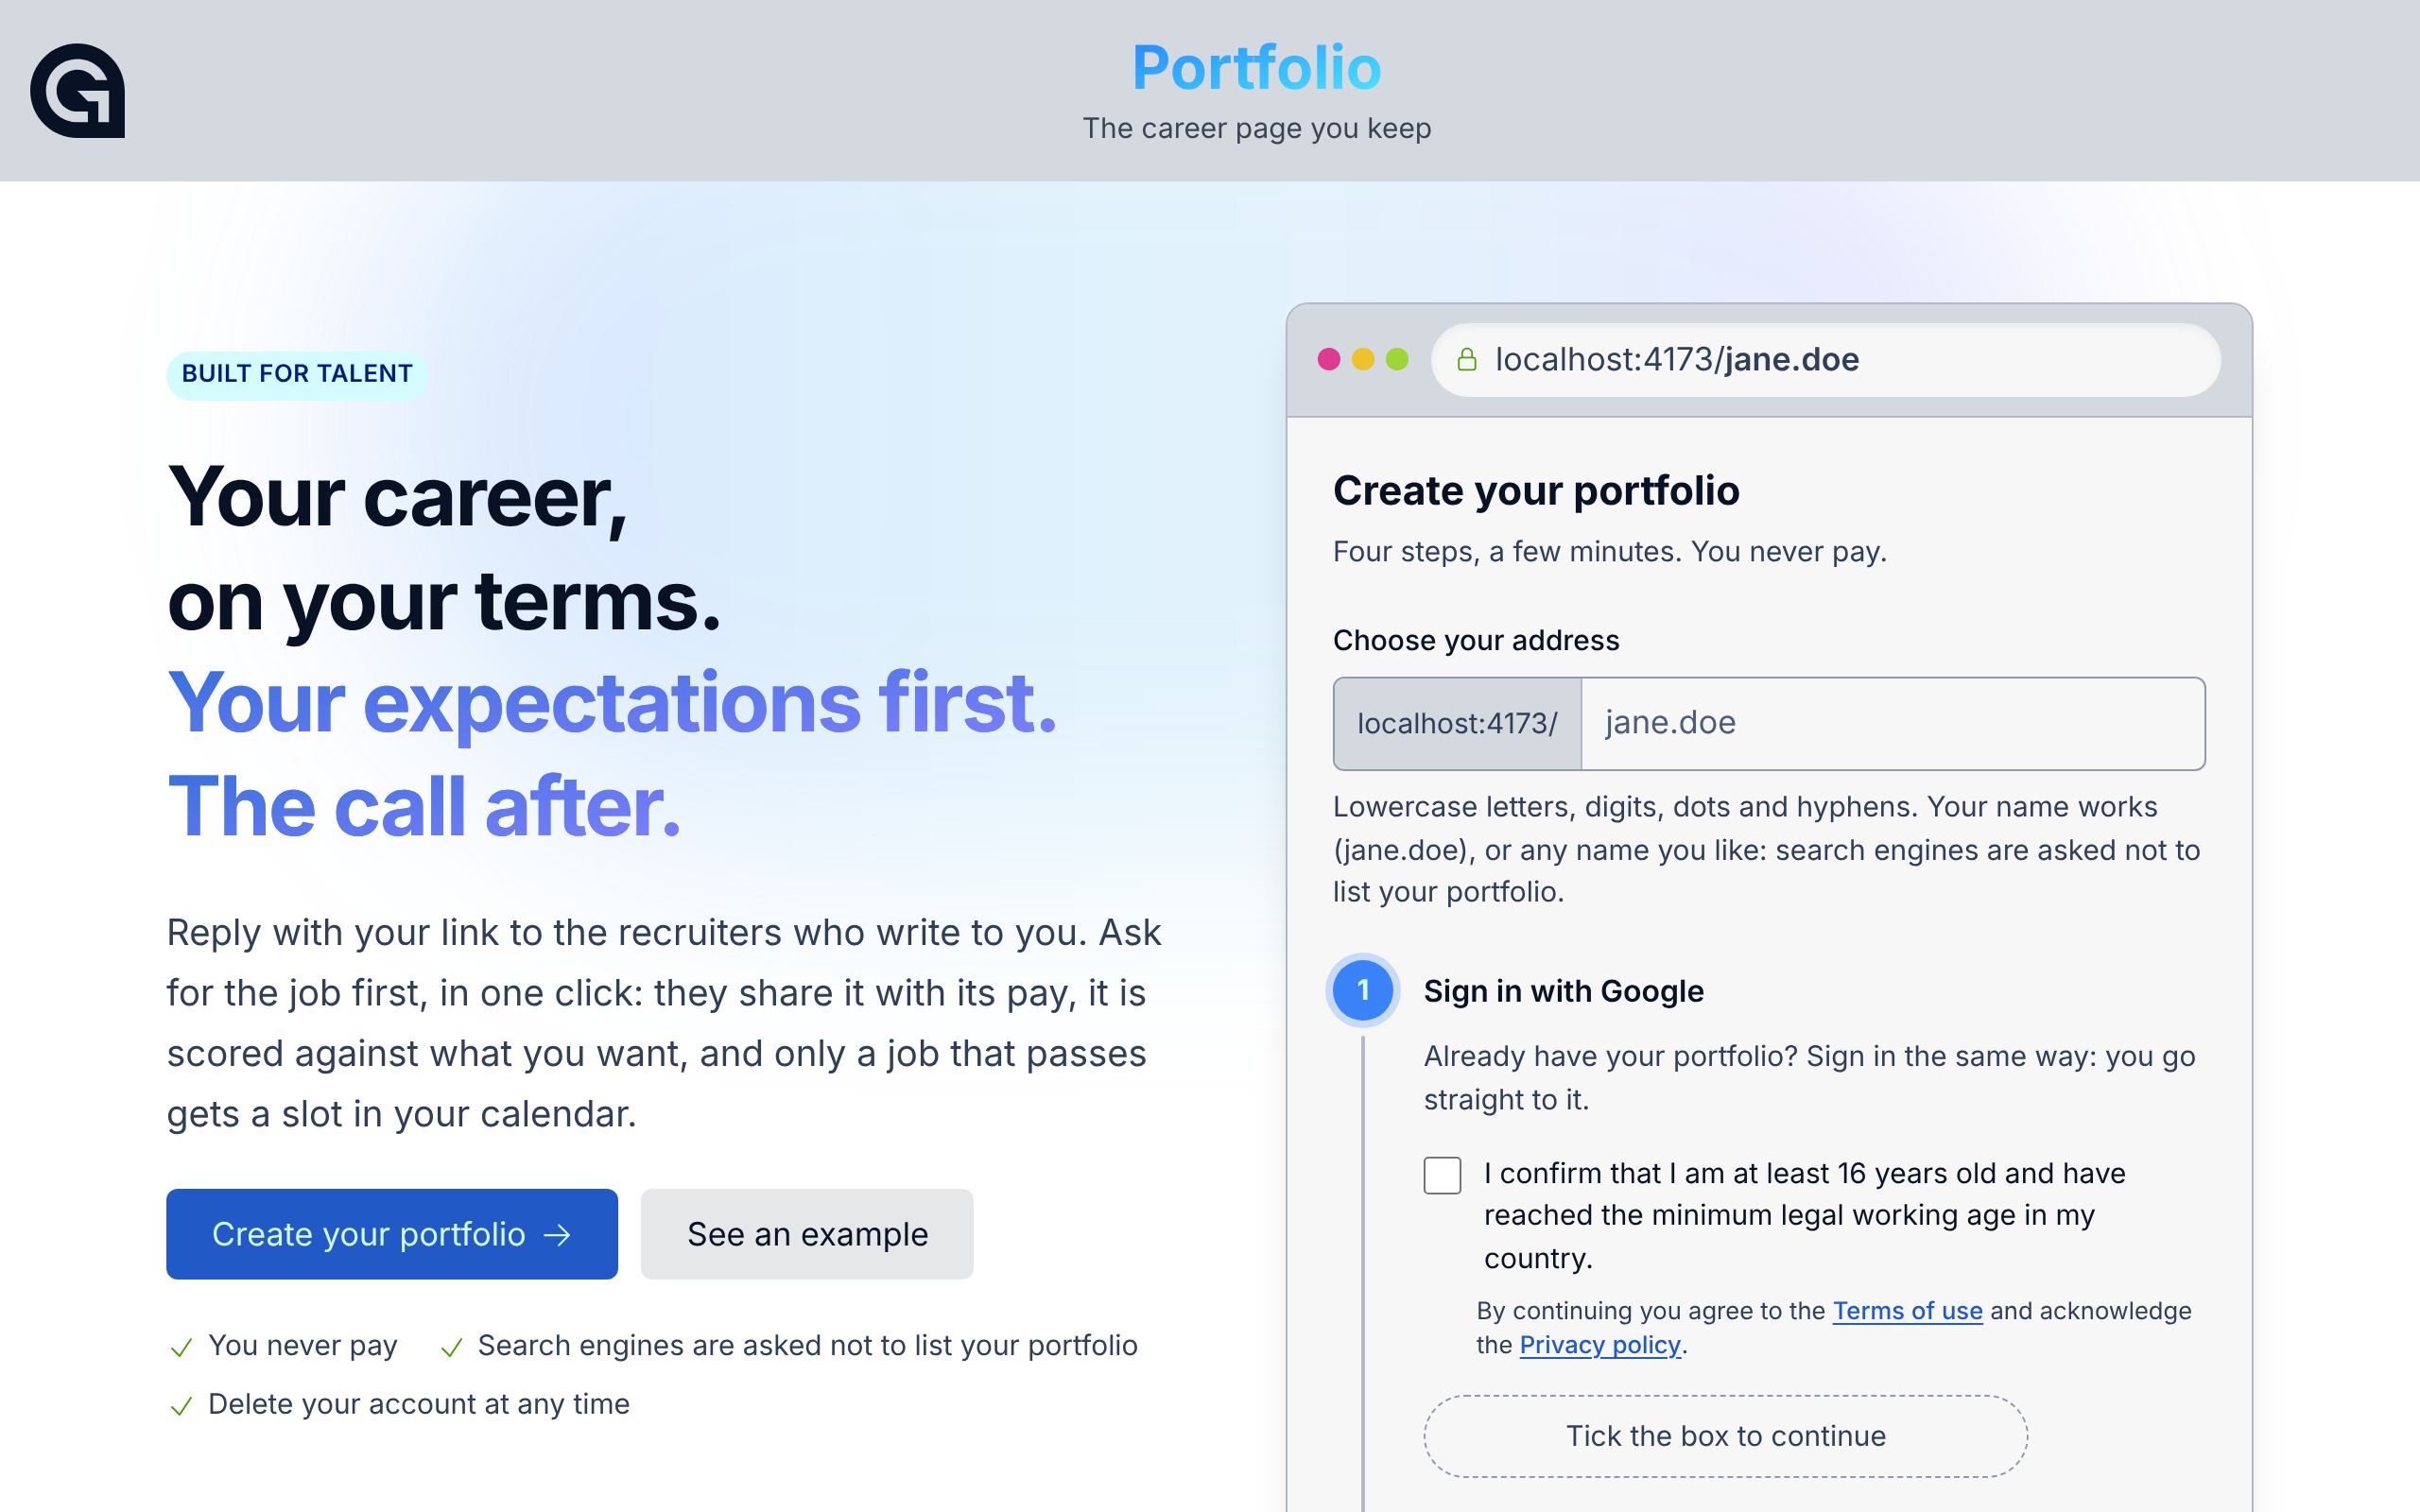 Portfolio
The career page you keep
BUILT FOR TALENT
Your career,
on your terms.
Your expectations first.
The call after.
Reply with your link to the recruiters who write to you. Ask
for the job first, in one click: they share it with its pay, it is
scored against what you want, and only a job that passes
gets a slot in your calendar.
Create your portfolio →
See an example
You never pay
Search engines are asked not to list your portfolio
Delete your account at any time
localhost:4173/jane.doe
Create your portfolio
Four steps, a few minutes. You never pay.
Choose your address
localhost:4173/ jane.doe
Lowercase letters, digits, dots and hyphens. Your name works
(jane.doe), or any name you like: search engines are asked not to
list your portfolio.
1 Sign in with Google
Already have your portfolio? Sign in the same way: you go
straight to it.
I confirm that I am at least 16 years old and have
reached the minimum legal working age in my
country.
By continuing you agree to the Terms of use and acknowledge
the Privacy policy.
Tick the box to continue